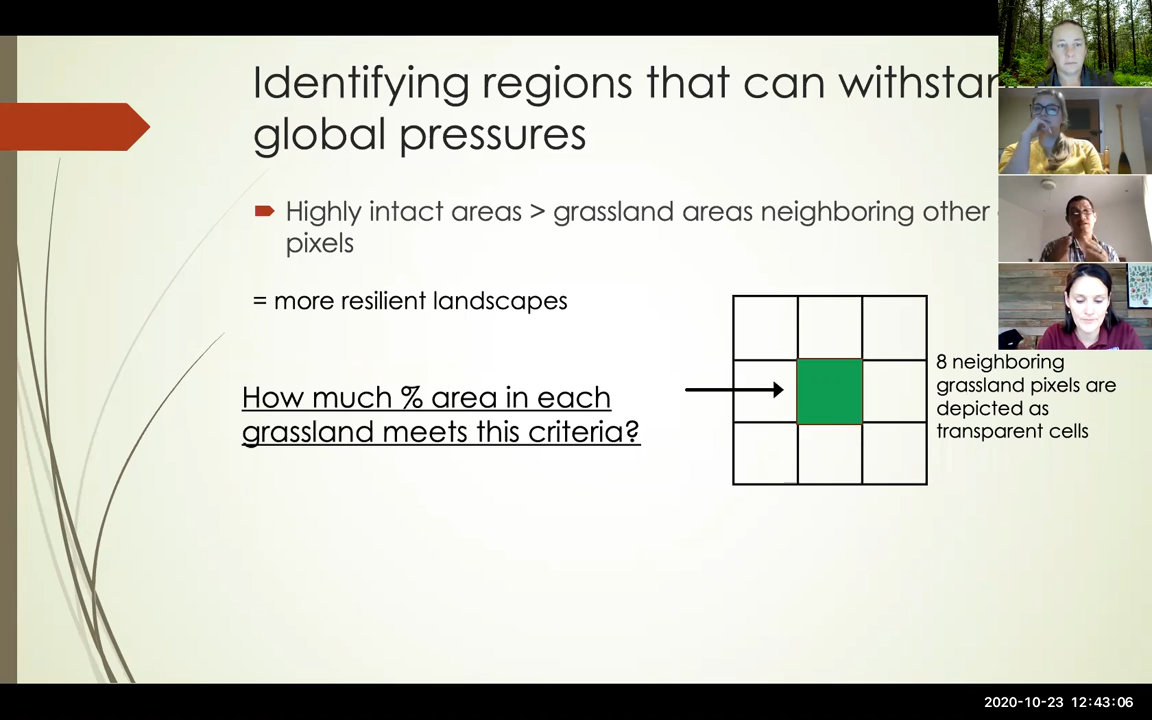 Identifying regions that can
global pressures
Highly intact areas > grassland areas neighboring other
pixels
= more resilient landscapes
How much % area in each
grassland meets this criteria?
8 neighboring
grassland pixels are
depicted as
transparent cells
2020-10-23 12:43:06